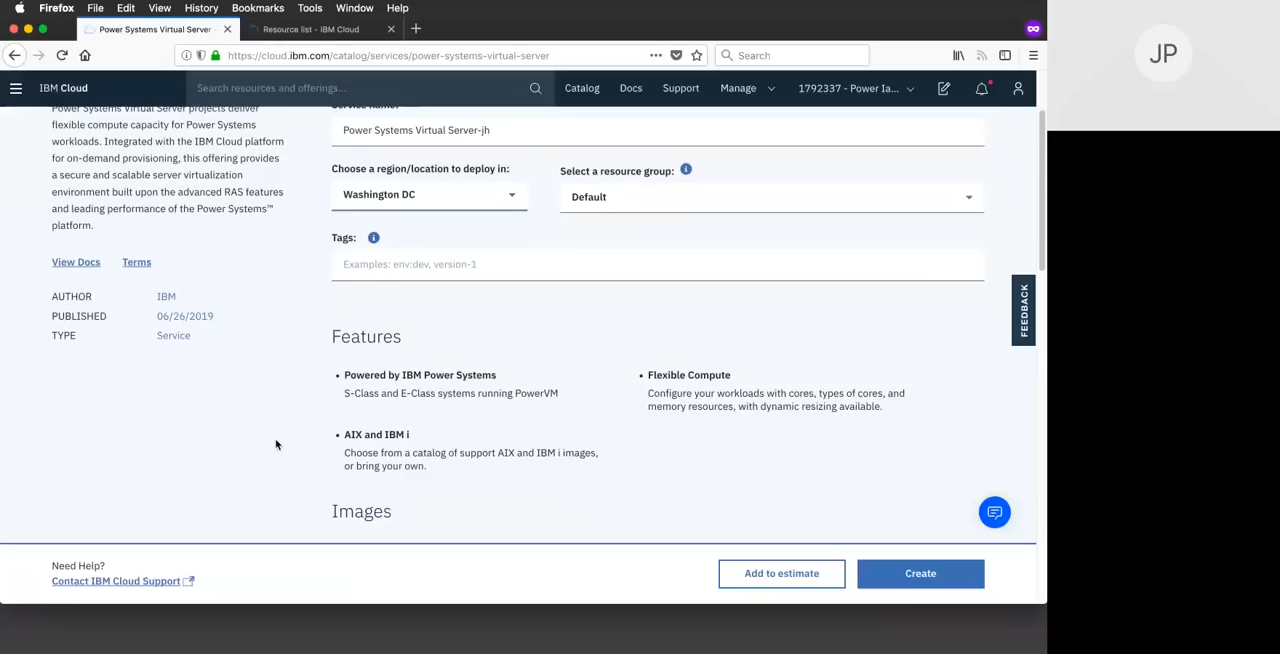 Firefox File Edit View History Bookmarks Tools Window Help
Power Systems Virtual Server Resource list - IBM Cloud
https://cloud.ibm.com/catalog/services/power-systems-virtual-server Search
IBM Cloud Search resources and offerings... Catalog Docs Support Manage 1792337 - Power Ia...
JP
Power Systems Virtual Server projects deliver
flexible compute capacity for Power Systems
workloads. Integrated with the IBM Cloud platform
for on-demand provisioning, this offering provides
a secure and scalable server virtualization
environment built upon the advanced RAS features
and leading performance of the Power Systems™
platform.
View Docs Terms
AUTHOR IBM
PUBLISHED 06/26/2019
TYPE Service
Service name:
Power Systems Virtual Server-jh
Choose a region/location to deploy in: Select a resource group:
Washington DC Default
Tags:
Examples: env:dev, version-1
Features
Powered by IBM Power Systems
S-Class and E-Class systems running PowerVM
Flexible Compute
Configure your workloads with cores, types of cores, and
memory resources, with dynamic resizing available.
AIX and IBM i
Choose from a catalog of support AIX and IBM i images,
or bring your own.
Images
FEEDBACK
Need Help?
Contact IBM Cloud Support
Add to estimate Create